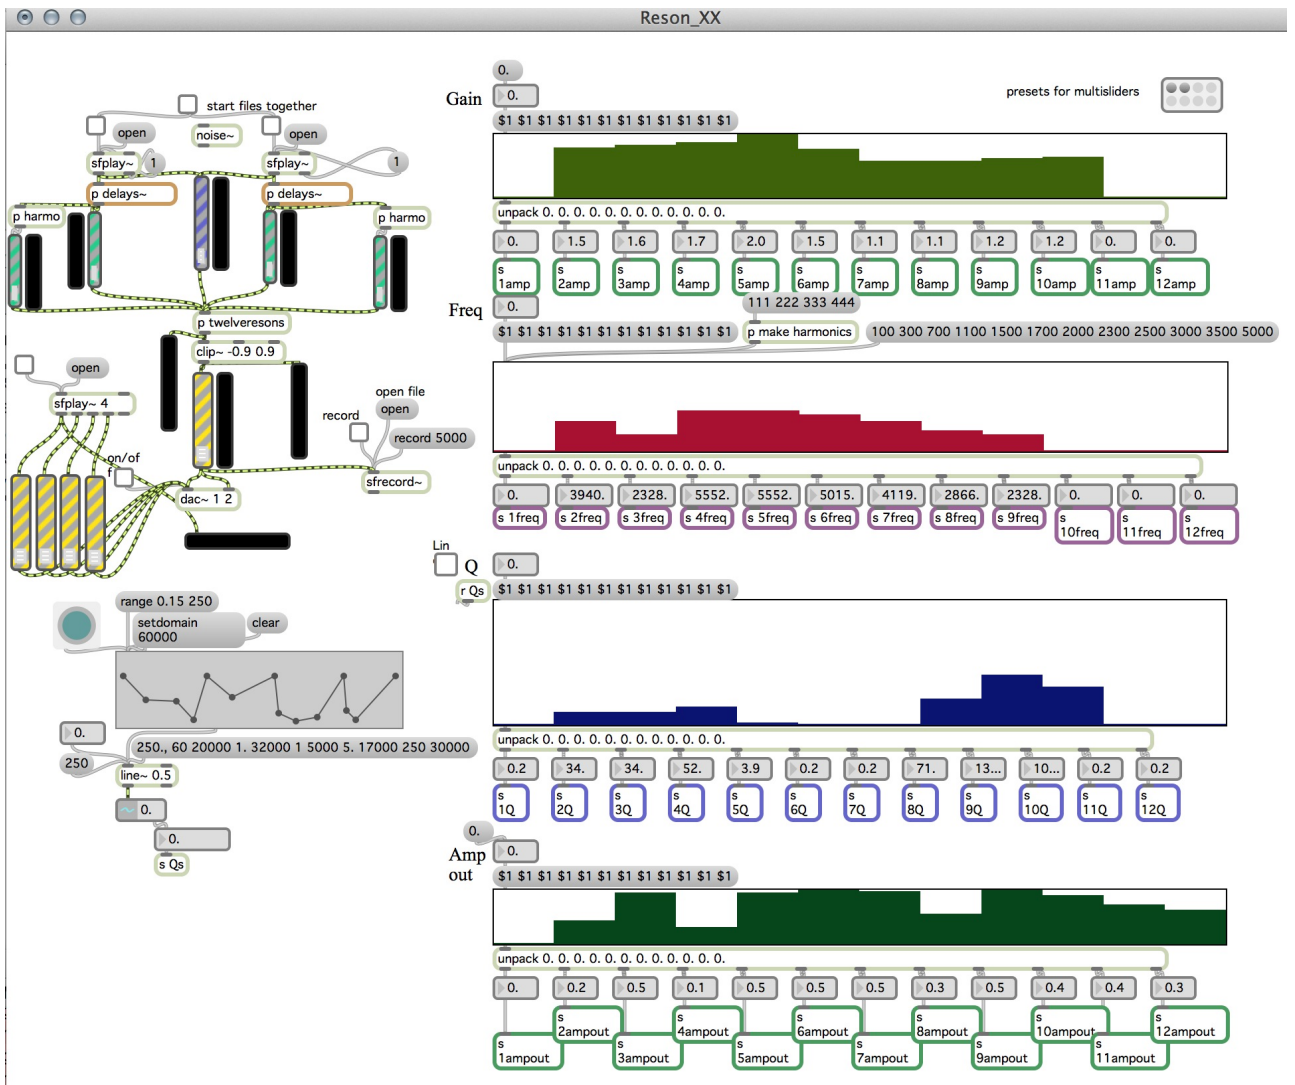 Reson_XX
start files together
open
noise~
open
sfplay~
1
sfplay~
1
p delays~
p delays~
p harmo
p harmo
p twelveresons
clip~ -0.9 0.9
open
sfplay~ 4
open file
open
record
record 5000
sfrecord~
on/of
f
dac~ 1 2
range 0.15 250
setdomain
60000
clear
0.
250., 60 20000 1. 32000 1 5000 5. 17000 250 30000
250
line~ 0.5
0.
0.
s Qs
presets for multisliders
0.
Gain
0.
$1 $1 $1 $1 $1 $1 $1 $1 $1 $1 $1 $1
unpack 0. 0. 0. 0. 0. 0. 0. 0. 0. 0. 0. 0.
0. 1.5 1.6 1.7 2.0 1.5 1.1 1.1 1.2 1.2 0. 0.
s s s s s s s s s s s s
1amp 2amp 3amp 4amp 5amp 6amp 7amp 8amp 9amp 10amp 11amp 12amp
Freq
0.
111 222 333 444
$1 $1 $1 $1 $1 $1 $1 $1 $1 $1 $1 $1
p make harmonics
100 300 700 1100 1500 1700 2000 2300 2500 3000 3500 5000
unpack 0. 0. 0. 0. 0. 0. 0. 0. 0. 0. 0. 0.
0. 3940. 2328. 5552. 5552. 5015. 4119. 2866. 2328. 0. 0. 0.
s 1freq s 2freq s 3freq s 4freq s 5freq s 6freq s 7freq s 8freq s 9freq s s s
10freq 11freq 12freq
Lin
Q
0.
r Qs
$1 $1 $1 $1 $1 $1 $1 $1 $1 $1 $1 $1
unpack 0. 0. 0. 0. 0. 0. 0. 0. 0. 0. 0. 0.
0.2 34. 34. 52. 3.9 0.2 0.2 71. 13... 10... 0.2 0.2
s s s s s s s s s s s s
1Q 2Q 3Q 4Q 5Q 6Q 7Q 8Q 9Q 10Q 11Q 12Q
0.
Amp
out
0.
$1 $1 $1 $1 $1 $1 $1 $1 $1 $1 $1 $1
unpack 0. 0. 0. 0. 0. 0. 0. 0. 0. 0. 0. 0.
0. 0.2 0.5 0.1 0.5 0.5 0.5 0.3 0.5 0.4 0.4 0.3
s s s s s s
2ampout 4ampout 6ampout 8ampout 10ampout 12ampout
s s s s s s
1ampout 3ampout 5ampout 7ampout 9ampout 11ampout